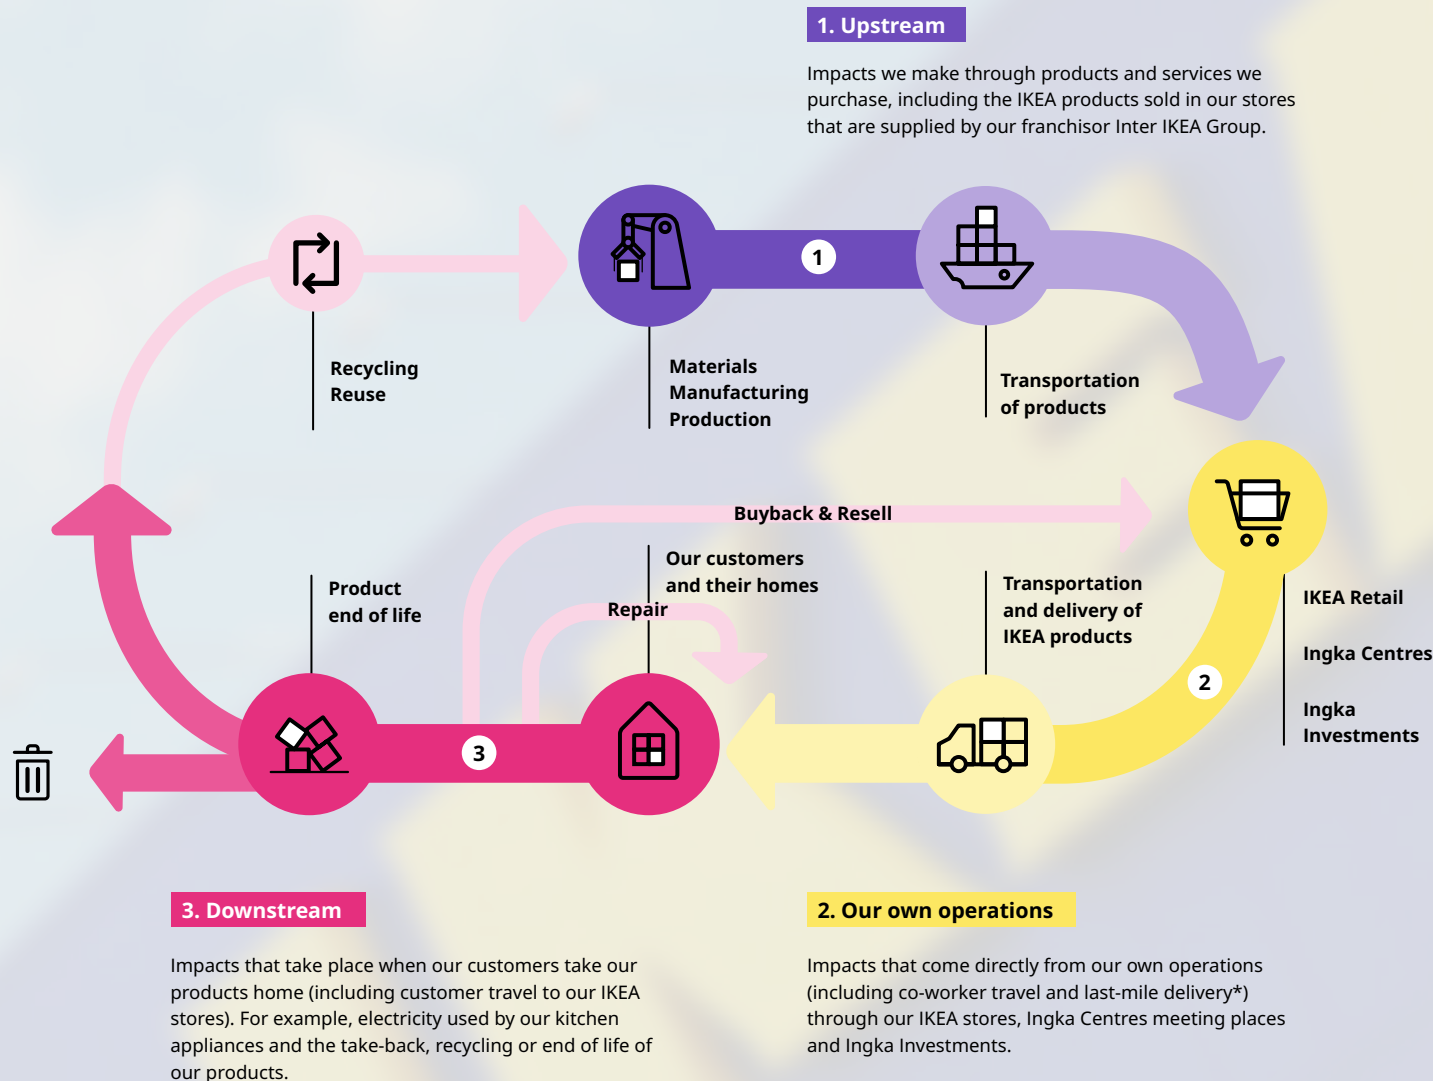 1. Upstream
Impacts we make through products and services we
purchase, including the IKEA products sold in our stores
that are supplied by our franchisor Inter IKEA Group.
1
Recycling
Reuse
Materials
Manufacturing
Production
Transportation
of products
Buyback & Resell
Our customers
and their homes
Repair
Product
end of life
Transportation
and delivery of
IKEA products
IKEA Retail
Ingka Centres
Ingka
Investments
2
3
3. Downstream
Impacts that take place when our customers take our
products home (including customer travel to our IKEA
stores). For example, electricity used by our kitchen
appliances and the take-back, recycling or end of life of
our products.
2. Our own operations
Impacts that come directly from our own operations
(including co-worker travel and last-mile delivery*)
through our IKEA stores, Ingka Centres meeting places
and Ingka Investments.